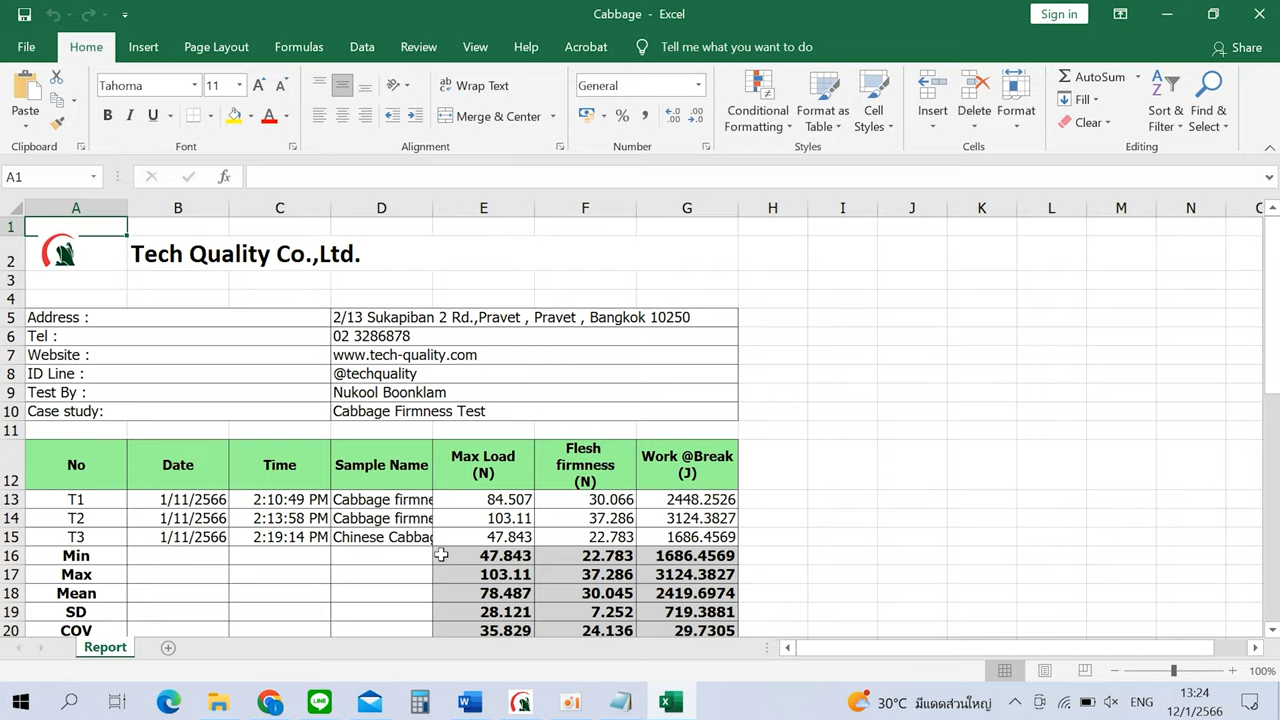 Cabbage - Excel
Sign in
File Home Insert Page Layout Formulas Data Review View Help Acrobat Tell me what you want to do Share
Paste
Tahoma 11
Wrap Text
Merge & Center
General
Conditional Formatting
Format as Table
Cell Styles
Insert
Delete
Format
AutoSum
Fill
Clear
Sort & Filter
Find & Select
Clipboard Font Alignment Number Styles Cells Editing
A1 fx
A B C D E F G H I J K L M N
1
2 Tech Quality Co.,Ltd.
3
4
5 Address : 2/13 Sukapiban 2 Rd.,Pravet , Pravet , Bangkok 10250
6 Tel : 02 3286878
7 Website : www.tech-quality.com
8 ID Line : @techquality
9 Test By : Nukool Boonklam
10 Case study: Cabbage Firmness Test
11
12 No Date Time Sample Name Max Load (N) Flesh firmness (N) Work @Break (J)
13 T1 1/11/2566 2:10:49 PM Cabbage firmne 84.507 30.066 2448.2526
14 T2 1/11/2566 2:13:58 PM Cabbage firmne 103.11 37.286 3124.3827
15 T3 1/11/2566 2:19:14 PM Chinese Cabbag 47.843 22.783 1686.4569
16 Min 47.843 22.783 1686.4569
17 Max 103.11 37.286 3124.3827
18 Mean 78.487 30.045 2419.6974
19 SD 28.121 7.252 719.3881
20 COV 35.829 24.136 29.7305
Report
100%
30°C มีแดดส่วนใหญ่ ENG 13:24
12/1/2566